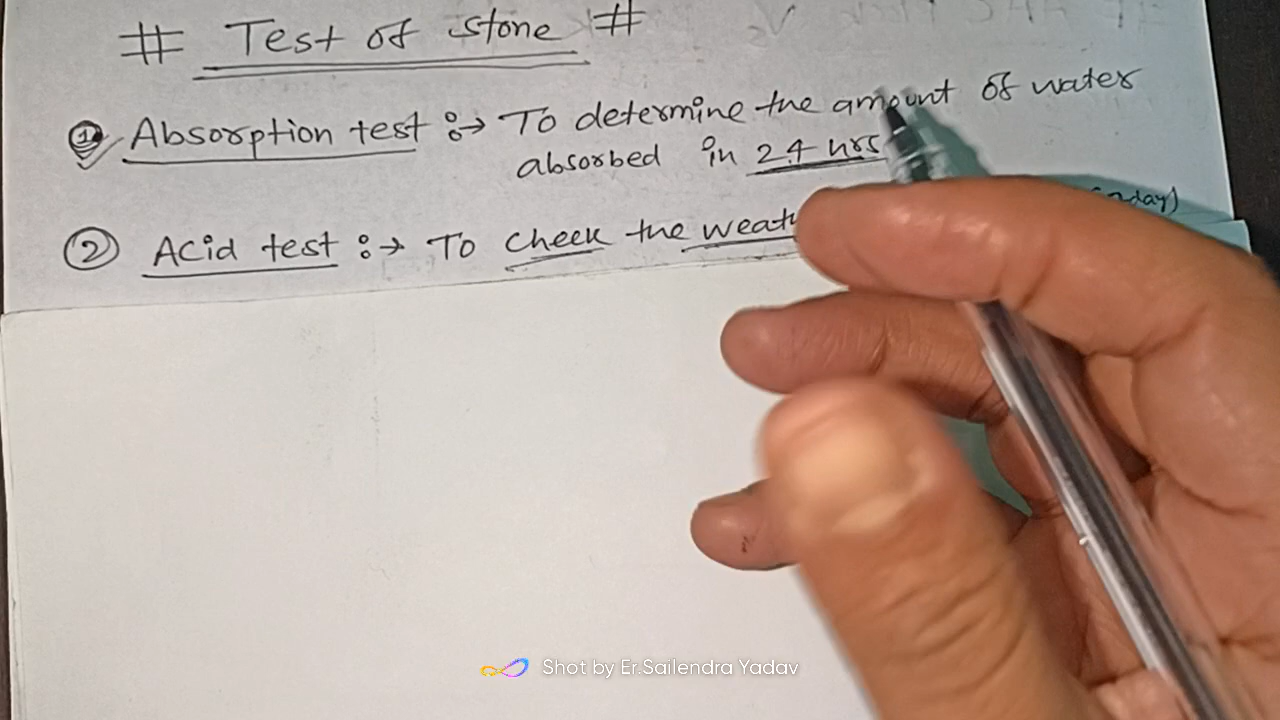 # Test of stone #
① Absorption test :→ To determine the amount of water
absorbed in 24 hrs
② Acid test :→ To check the
Shot by Er.Sailendra Yadav